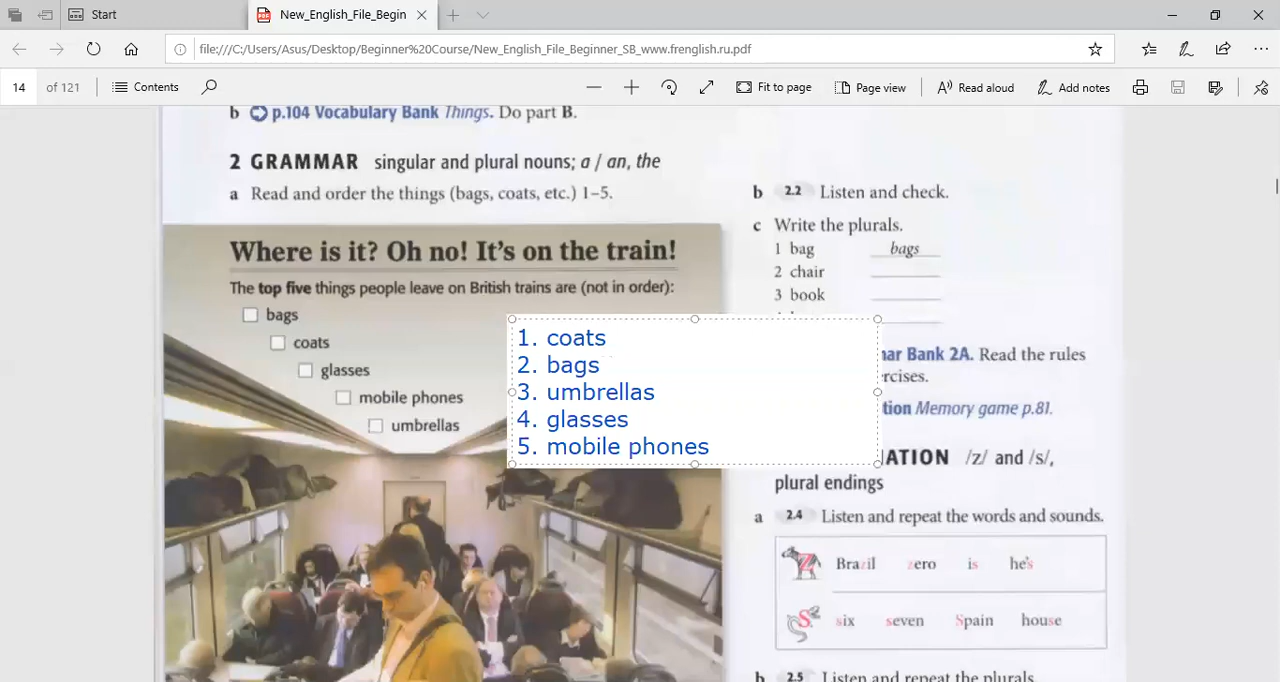 Start
New_English_File_Begin
file:///C:/Users/Asus/Desktop/Beginner%20Course/New_English_File_Beginner_SB_www.frenglish.ru.pdf
14 of 121 Contents Fit to page Page view Read aloud Add notes
b p.104 Vocabulary Bank Things. Do part B.
2 GRAMMAR singular and plural nouns; a / an, the
a Read and order the things (bags, coats, etc.) 1–5.
Where is it? Oh no! It's on the train!
The top five things people leave on British trains are (not in order):
bags
coats
glasses
mobile phones
umbrellas
1. coats
2. bags
3. umbrellas
4. glasses
5. mobile phones
b 2.2 Listen and check.
c Write the plurals.
1 bag bags
2 chair
3 book
mar Bank 2A. Read the rules
rcises.
tion Memory game p.81.
ATION /z/ and /s/,
plural endings
a 2.4 Listen and repeat the words and sounds.
Brazil zero is he's
six seven Spain house
b 2.5 Listen and repeat the plurals.